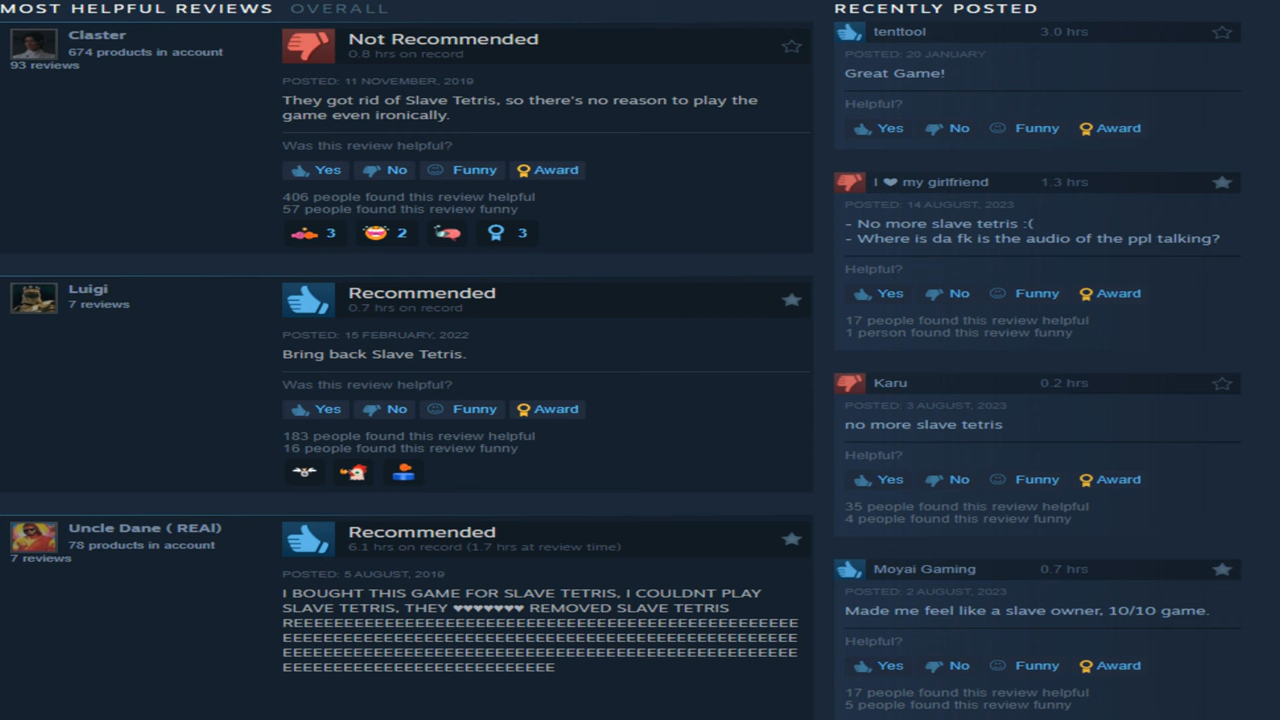 MOST HELPFUL REVIEWS OVERALL
Claster
674 products in account
93 reviews
Not Recommended
0.8 hrs on record
POSTED: 11 NOVEMBER, 2019
They got rid of Slave Tetris, so there's no reason to play the
game even ironically.
Was this review helpful?
Yes No Funny Award
406 people found this review helpful
57 people found this review funny
3 2 3
Luigi
7 reviews
Recommended
0.7 hrs on record
POSTED: 15 FEBRUARY, 2022
Bring back Slave Tetris.
Was this review helpful?
Yes No Funny Award
183 people found this review helpful
16 people found this review funny
Uncle Dane ( REAl)
78 products in account
7 reviews
Recommended
6.1 hrs on record (1.7 hrs at review time)
POSTED: 5 AUGUST, 2019
I BOUGHT THIS GAME FOR SLAVE TETRIS, I COULDNT PLAY
SLAVE TETRIS, THEY ♥♥♥♥♥♥♥ REMOVED SLAVE TETRIS
REEEEEEEEEEEEEEEEEEEEEEEEEEEEEEEEEEEEEEEEEEEEEEEEEEEEEE
EEEEEEEEEEEEEEEEEEEEEEEEEEEEEEEEEEEEEEEEEEEEEEEEEEEEEE
EEEEEEEEEEEEEEEEEEEEEEEEEEEEEEEEEEEEEEEEEEEEEEEEEEEEEE
EEEEEEEEEEEEEEEEEEEEEEEEEEEE
RECENTLY POSTED
tenttool 3.0 hrs
POSTED: 20 JANUARY
Great Game!
Helpful?
Yes No Funny Award
I ❤ my girlfriend 1.3 hrs
POSTED: 14 AUGUST, 2023
- No more slave tetris :(
- Where is da fk is the audio of the ppl talking?
Helpful?
Yes No Funny Award
17 people found this review helpful
1 person found this review funny
Karu 0.2 hrs
POSTED: 3 AUGUST, 2023
no more slave tetris
Helpful?
Yes No Funny Award
35 people found this review helpful
4 people found this review funny
Moyai Gaming 0.7 hrs
POSTED: 2 AUGUST, 2023
Made me feel like a slave owner, 10/10 game.
Helpful?
Yes No Funny Award
17 people found this review helpful
5 people found this review funny